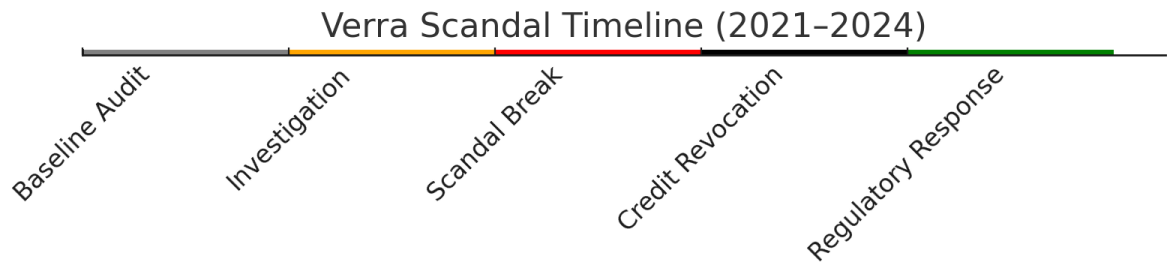 Verra Scandal Timeline (2021–2024)
Baseline Audit
Investigation
Scandal Break
Credit Revocation
Regulatory Response